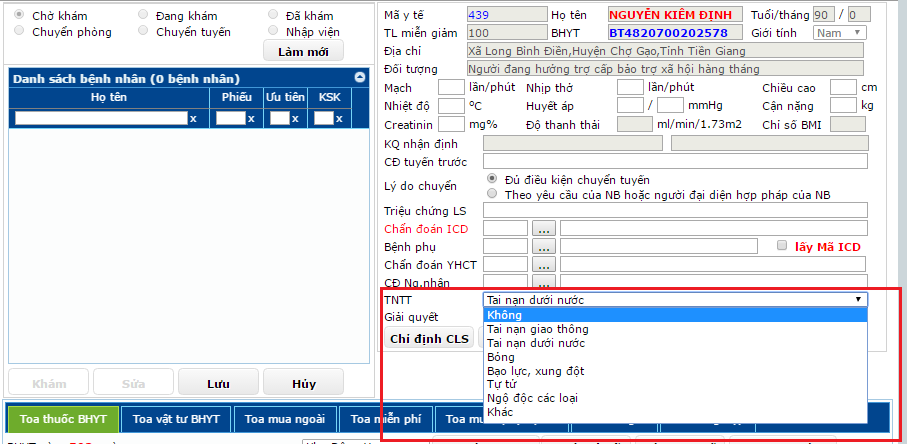 Chờ khám Đang khám Đã khám
Chuyển phòng Chuyển tuyến Nhập viện
Làm mới
Danh sách bệnh nhân (0 bệnh nhân)
Họ tên Phiếu Ưu tiên KSK
x x x x
Khám Sửa Lưu Hủy
Mã y tế 439 Họ tên NGUYỄN KIÊM ĐỊNH Tuổi/tháng 90 / 0
TL miễn giảm 100 BHYT BT4820700202578 Giới tính Nam
Địa chỉ Xã Long Bình Điền,Huyện Chợ Gạo,Tỉnh Tiền Giang
Đối tượng Người đang hưởng trợ cấp bảo trợ xã hội hàng tháng
Mạch lần/phút Nhịp thở lần/phút Chiều cao cm
Nhiệt độ ºC Huyết áp / mmHg Cận nặng kg
Creatinin mg% Độ thanh thải ml/min/1.73m2 Chỉ số BMI
KQ nhận định
CĐ tuyến trước
Lý do chuyển Đủ điều kiện chuyển tuyến
Theo yêu cầu của NB hoặc người đại diện hợp pháp của NB
Triệu chứng LS
Chẩn đoán ICD ...
Bệnh phụ ... lấy Mã ICD
Chẩn đoán YHCT ...
CĐ Ng.nhân ...
TNTT Tai nạn dưới nước
Giải quyết
Chỉ định CLS
Không
Tai nạn giao thông
Tai nạn dưới nước
Bỏng
Bạo lực, xung đột
Tự tử
Ngộ độc các loại
Khác
Toa thuốc BHYT Toa vật tư BHYT Toa mua ngoài Toa miễn phí